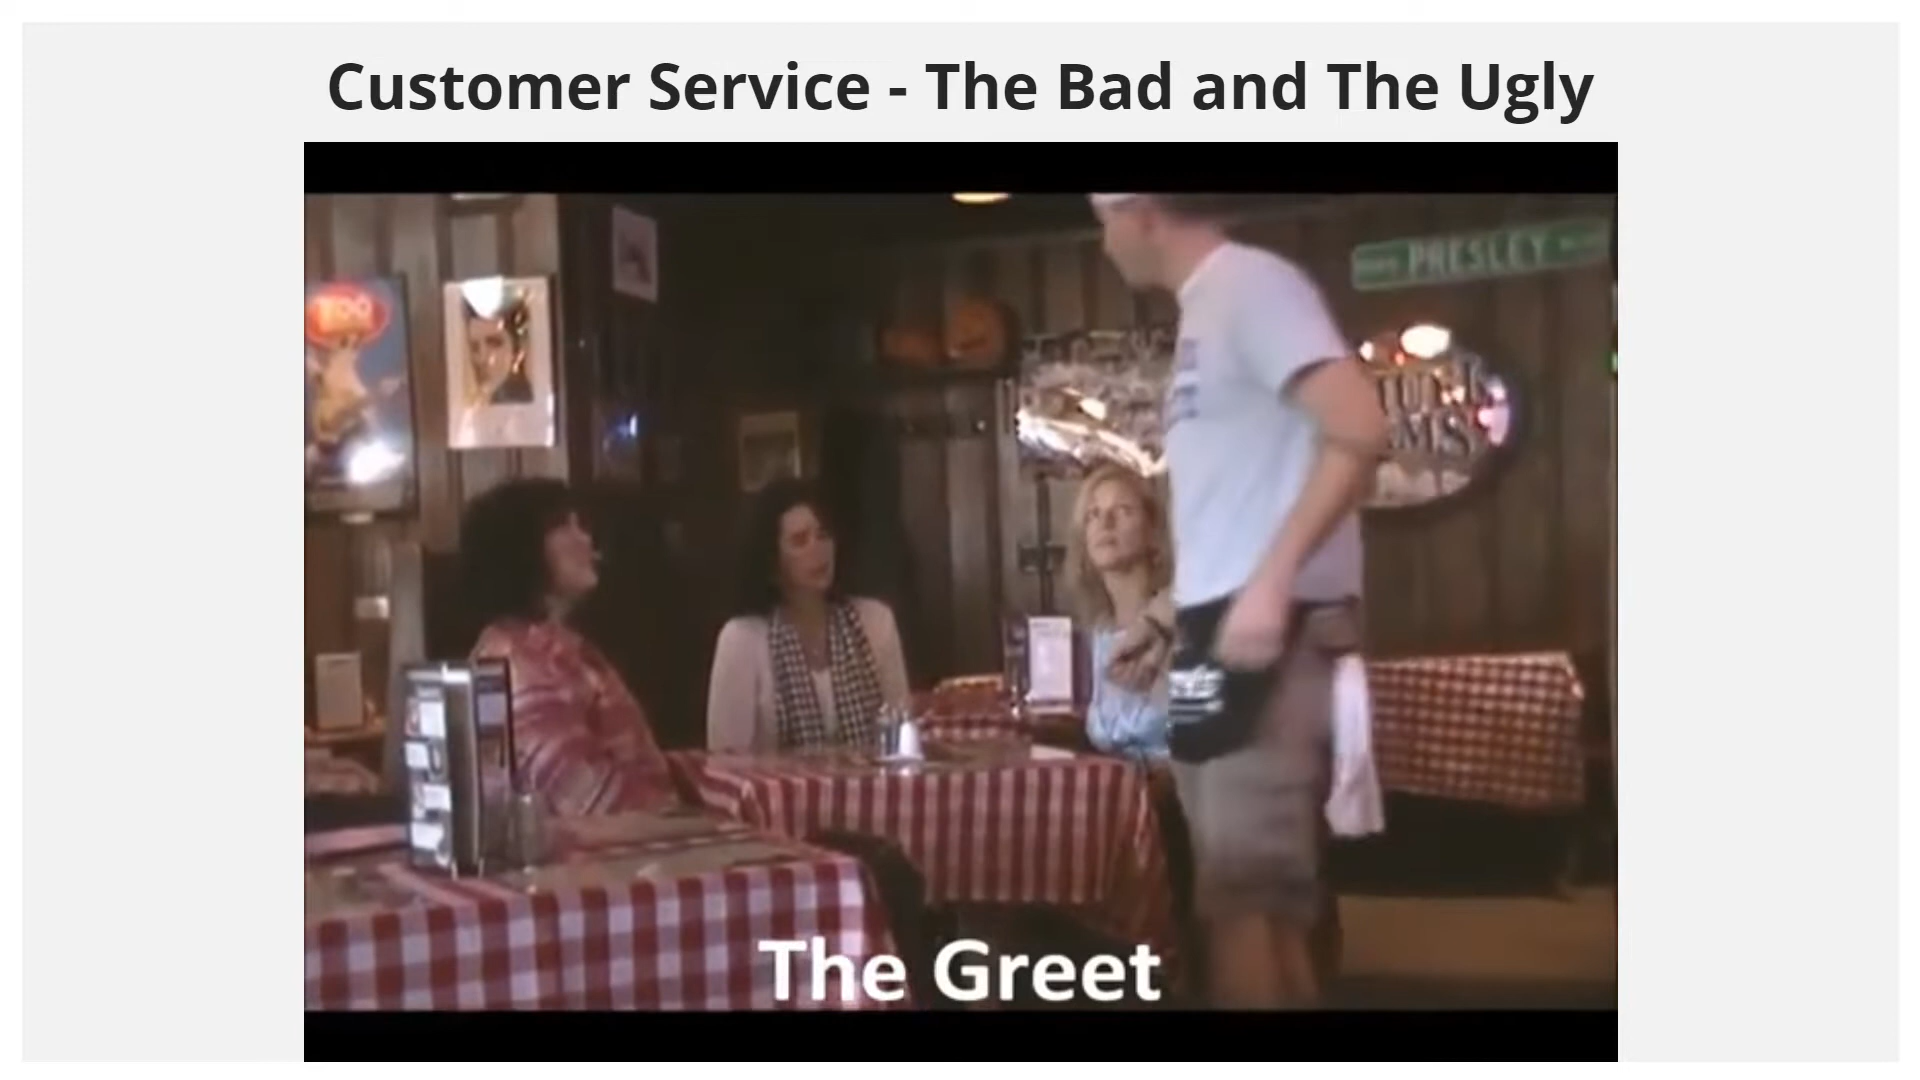 Customer Service - The Bad and The Ugly
PRESLEY
The Greet